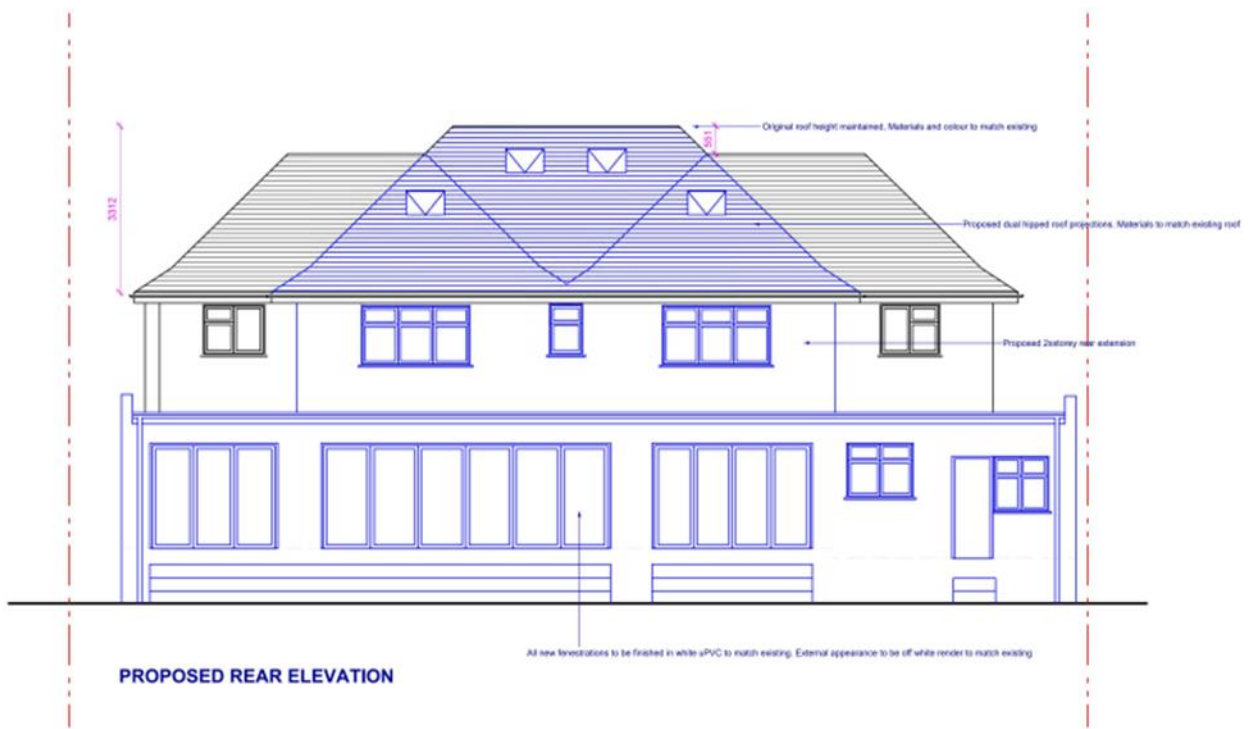 Original roof height maintained. Materials and colour to match existing
551
3312
Proposed dual hipped roof projections. Materials to match existing roof
Proposed 2sstorey rear extension
All new fenestrations to be finished in white uPVC to match existing. External appearance to be off white render to match existing
PROPOSED REAR ELEVATION